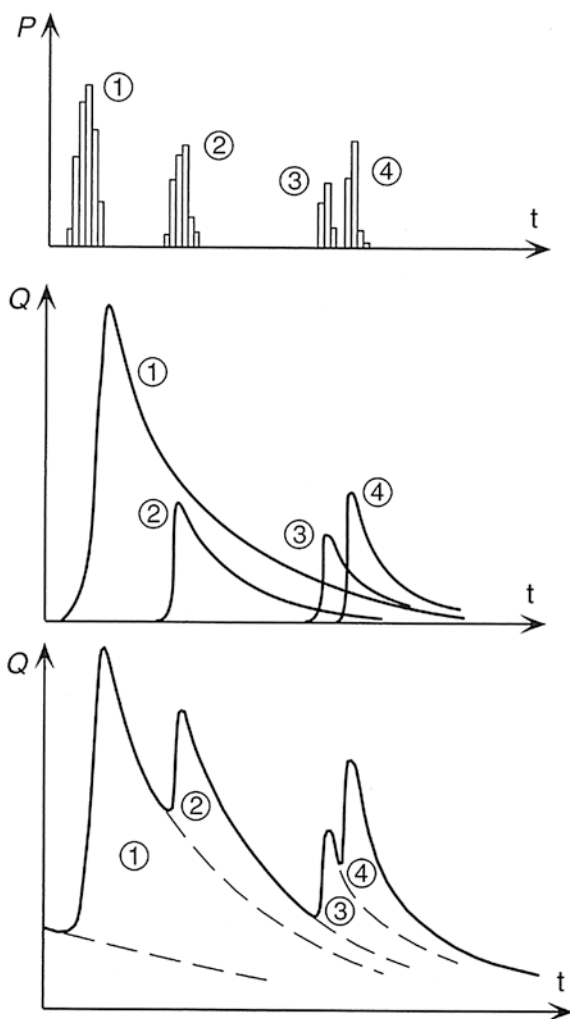 P
①
②
③
④
t
Q
①
②
③
④
t
Q
①
②
③
④
t